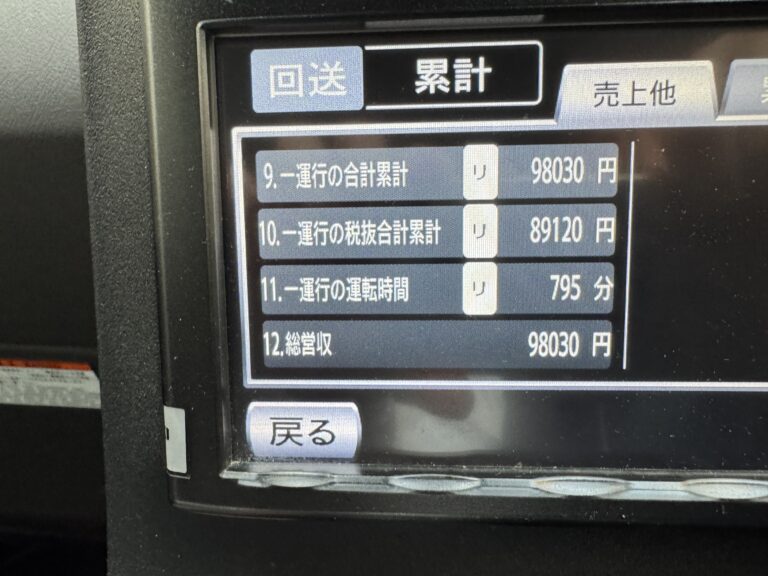 回送 累計 売上他
9.一運行の合計累計 リ 98030 円
10.一運行の税抜合計累計 リ 89120 円
11.一運行の運転時間 リ 795 分
12.総営収 98030 円
戻る